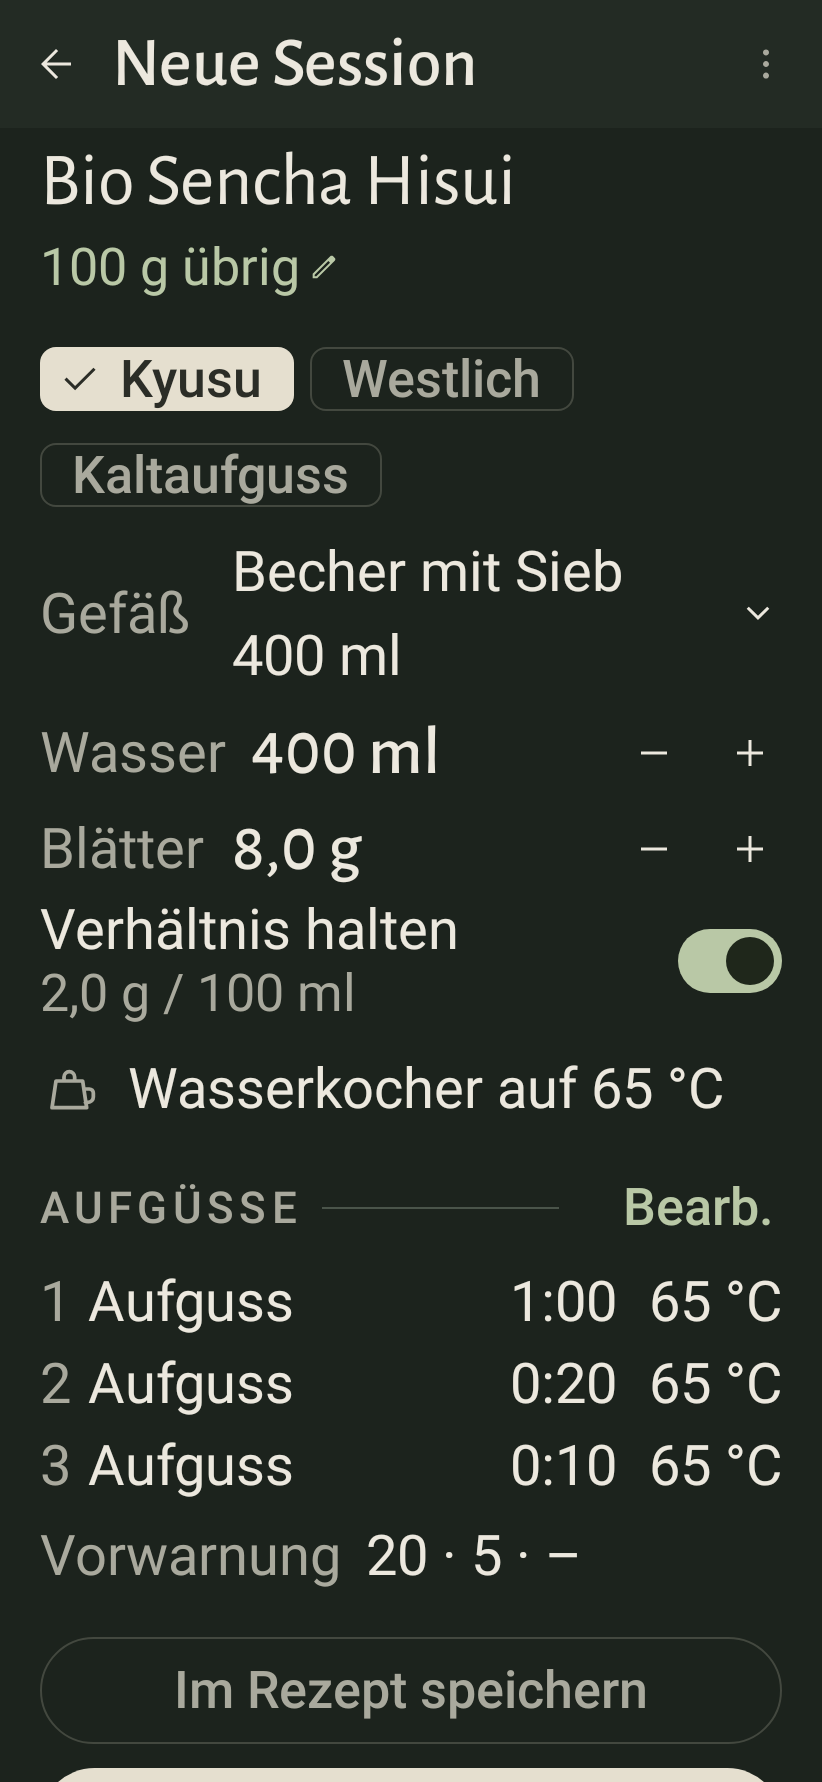 Neue Session
Bio Sencha Hisui
100 g übrig
Kyusu Westlich
Kaltaufguss
Gefäß Becher mit Sieb
400 ml
Wasser 400 ml
Blätter 8,0 g
Verhältnis halten
2,0 g / 100 ml
Wasserkocher auf 65 °C
AUFGÜSSE Bearb.
1 Aufguss 1:00 65 °C
2 Aufguss 0:20 65 °C
3 Aufguss 0:10 65 °C
Vorwarnung 20 · 5 · –
Im Rezept speichern